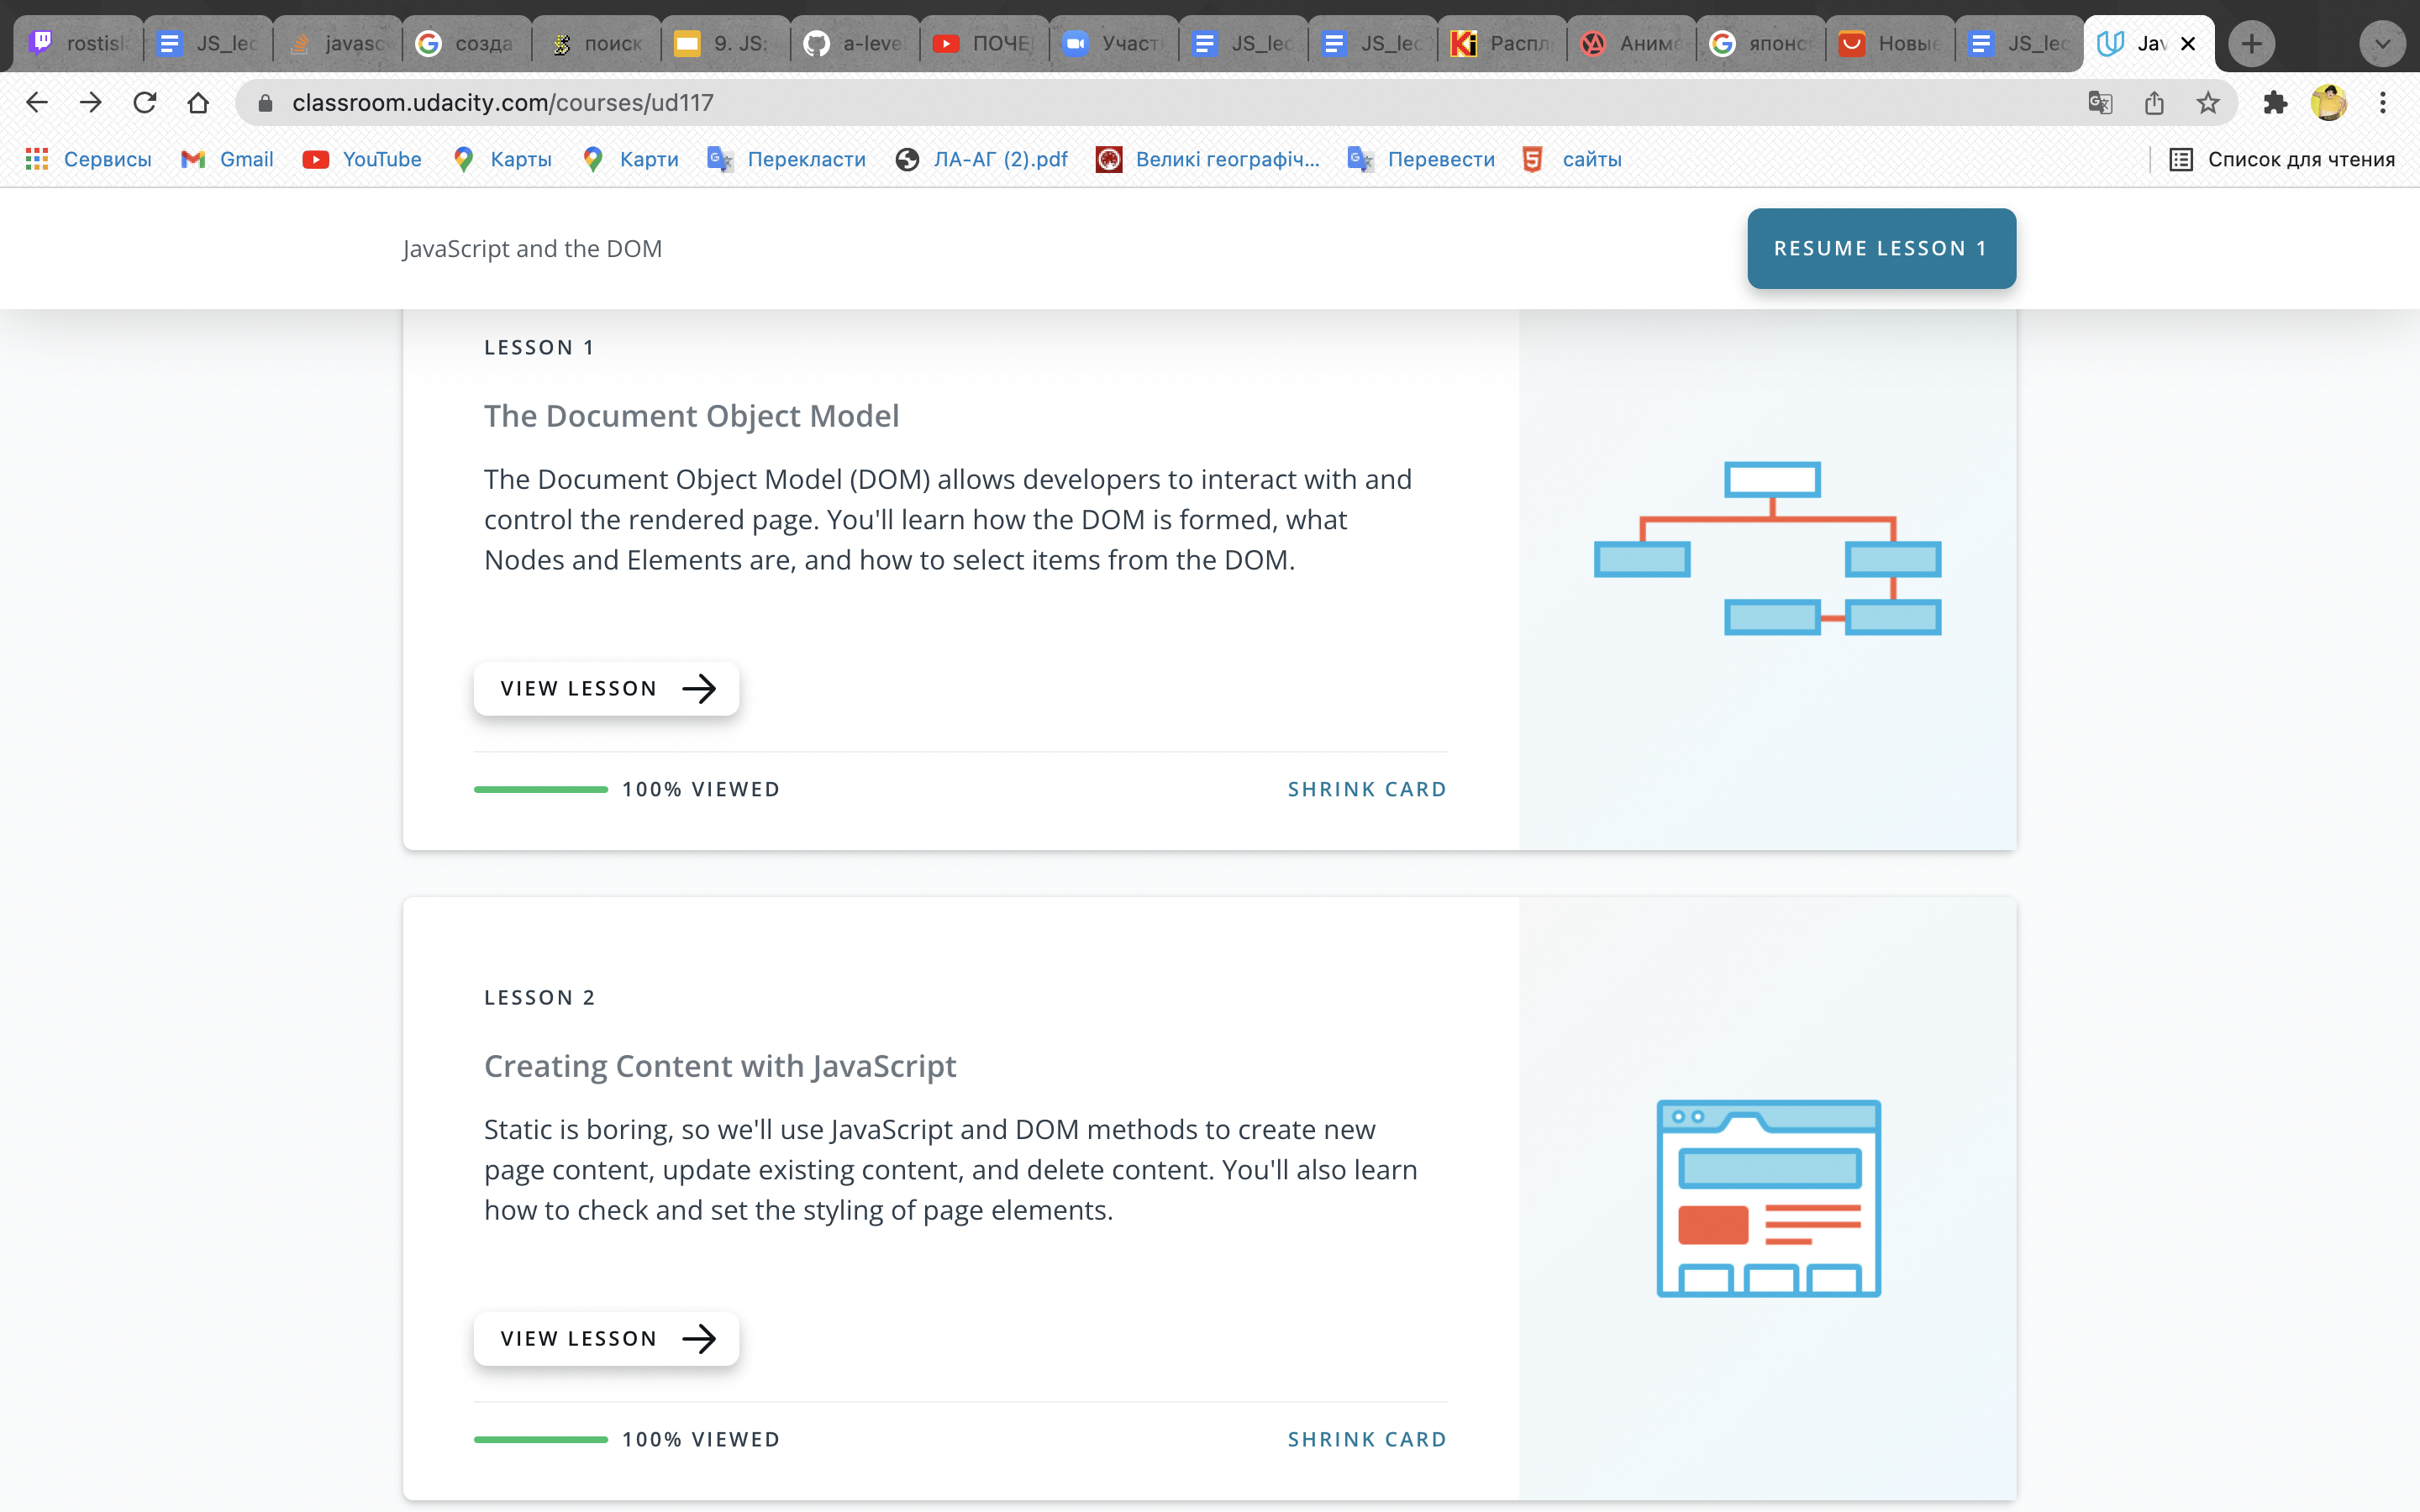 rostisl
JS_lec
javasc
созда
поиск
9. JS:
a-leve
ПОЧЕ
Участ
JS_lec
JS_lec
Распл
Аниме
японс
Новые
JS_lec
Jav
classroom.udacity.com/courses/ud117
Сервисы
Gmail
YouTube
Карты
Карти
Перекласти
ЛА-АГ (2).pdf
Великі географіч...
Перевести
сайты
Список для чтения
JavaScript and the DOM
RESUME LESSON 1
LESSON 1
The Document Object Model
The Document Object Model (DOM) allows developers to interact with and
control the rendered page. You'll learn how the DOM is formed, what
Nodes and Elements are, and how to select items from the DOM.
VIEW LESSON
100% VIEWED
SHRINK CARD
LESSON 2
Creating Content with JavaScript
Static is boring, so we'll use JavaScript and DOM methods to create new
page content, update existing content, and delete content. You'll also learn
how to check and set the styling of page elements.
VIEW LESSON
100% VIEWED
SHRINK CARD